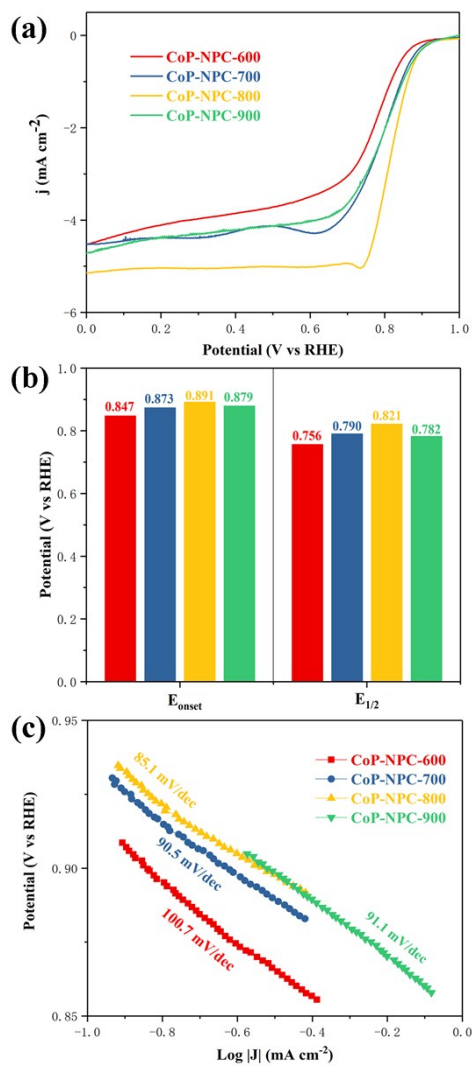 (a)
CoP-NPC-600
CoP-NPC-700
CoP-NPC-800
CoP-NPC-900
j (mA cm-2)
0
-2
-4
-6
0.0 0.2 0.4 0.6 0.8 1.0
Potential (V vs RHE)
(b)
Potential (V vs RHE)
1.0
0.8
0.6
0.4
0.2
0.0
0.847 0.873 0.891 0.879
0.756 0.790 0.821 0.782
Eonset E1/2
(c)
Potential (V vs RHE)
0.95
0.90
0.85
CoP-NPC-600
CoP-NPC-700
CoP-NPC-800
CoP-NPC-900
85.1 mV/dec
90.5 mV/dec
100.7 mV/dec
91.1 mV/dec
-1.0 -0.8 -0.6 -0.4 -0.2 0.0
Log |J| (mA cm-2)